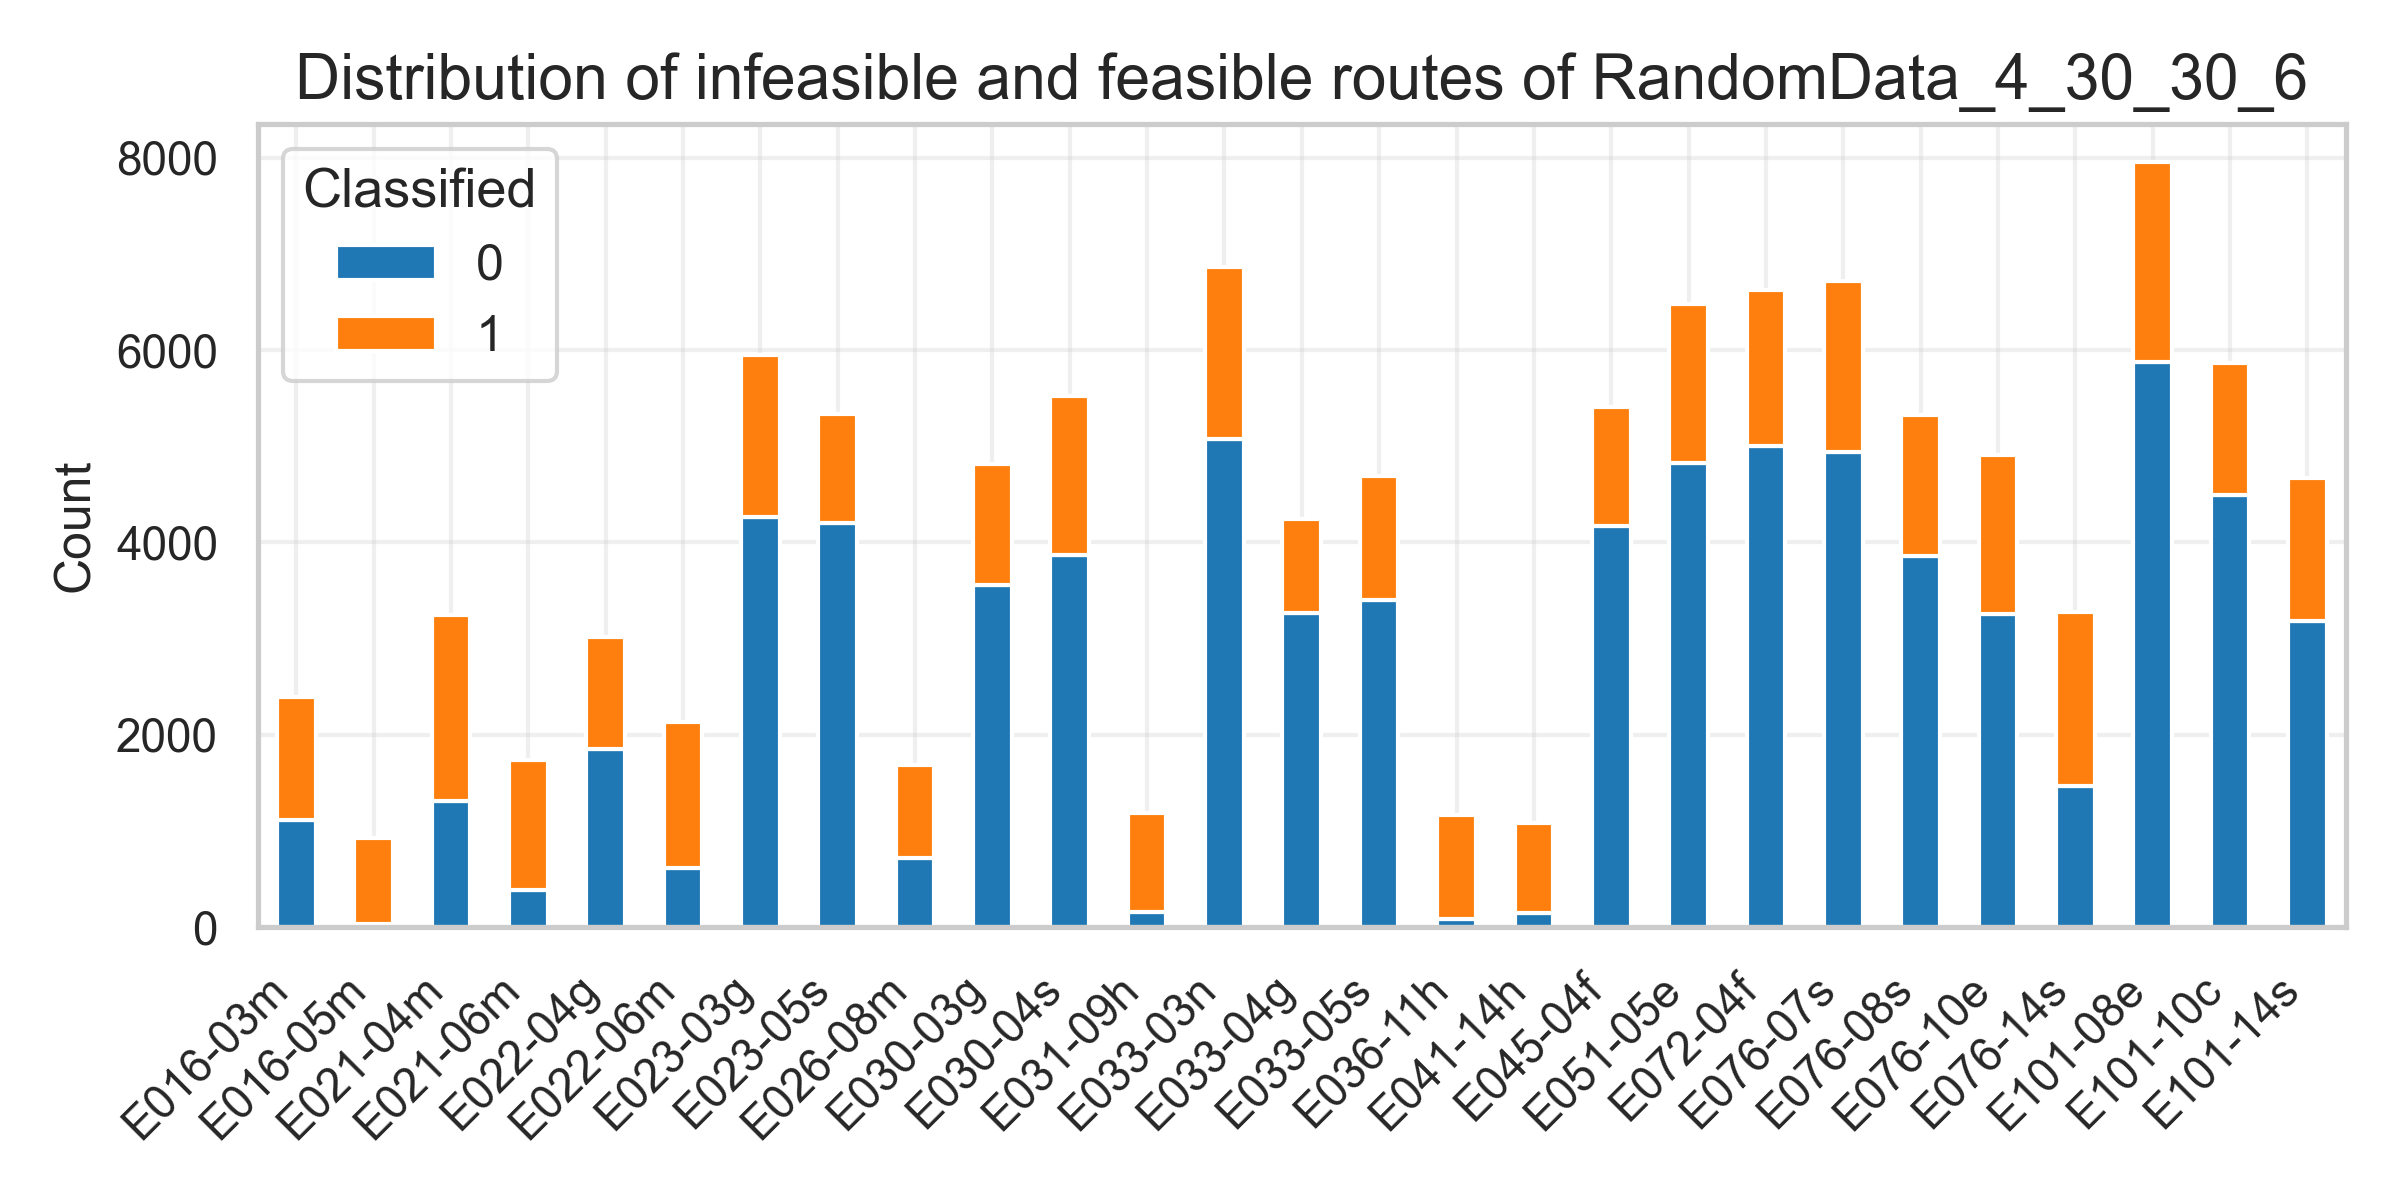 Distribution of infeasible and feasible routes of RandomData_4_30_30_6
Classified
0
1
Count
8000
6000
4000
2000
0
E016-03m
E016-05m
E021-04m
E021-06m
E022-04g
E022-06m
E023-03g
E023-05s
E026-08m
E030-03g
E030-04s
E031-09h
E033-03n
E033-04g
E033-05s
E036-11h
E041-14h
E045-04f
E051-05e
E072-04f
E076-07s
E076-08s
E076-10e
E076-14s
E101-08e
E101-10c
E101-14s